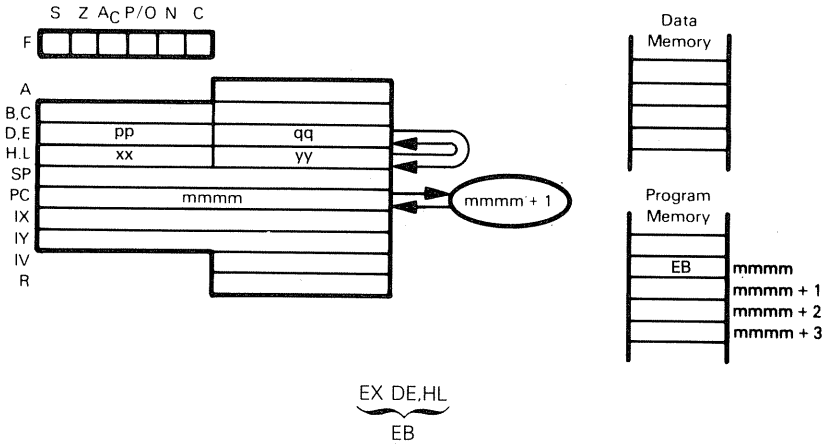 S Z AC P/O N C
F
A
B,C
D,E pp qq
H.L xx yy
SP
PC mmmm mmmm + 1
IX
IY
IV
R
Data
Memory
Program
Memory
EB mmmm
mmmm + 1
mmmm + 2
mmmm + 3
EX DE,HL
EB